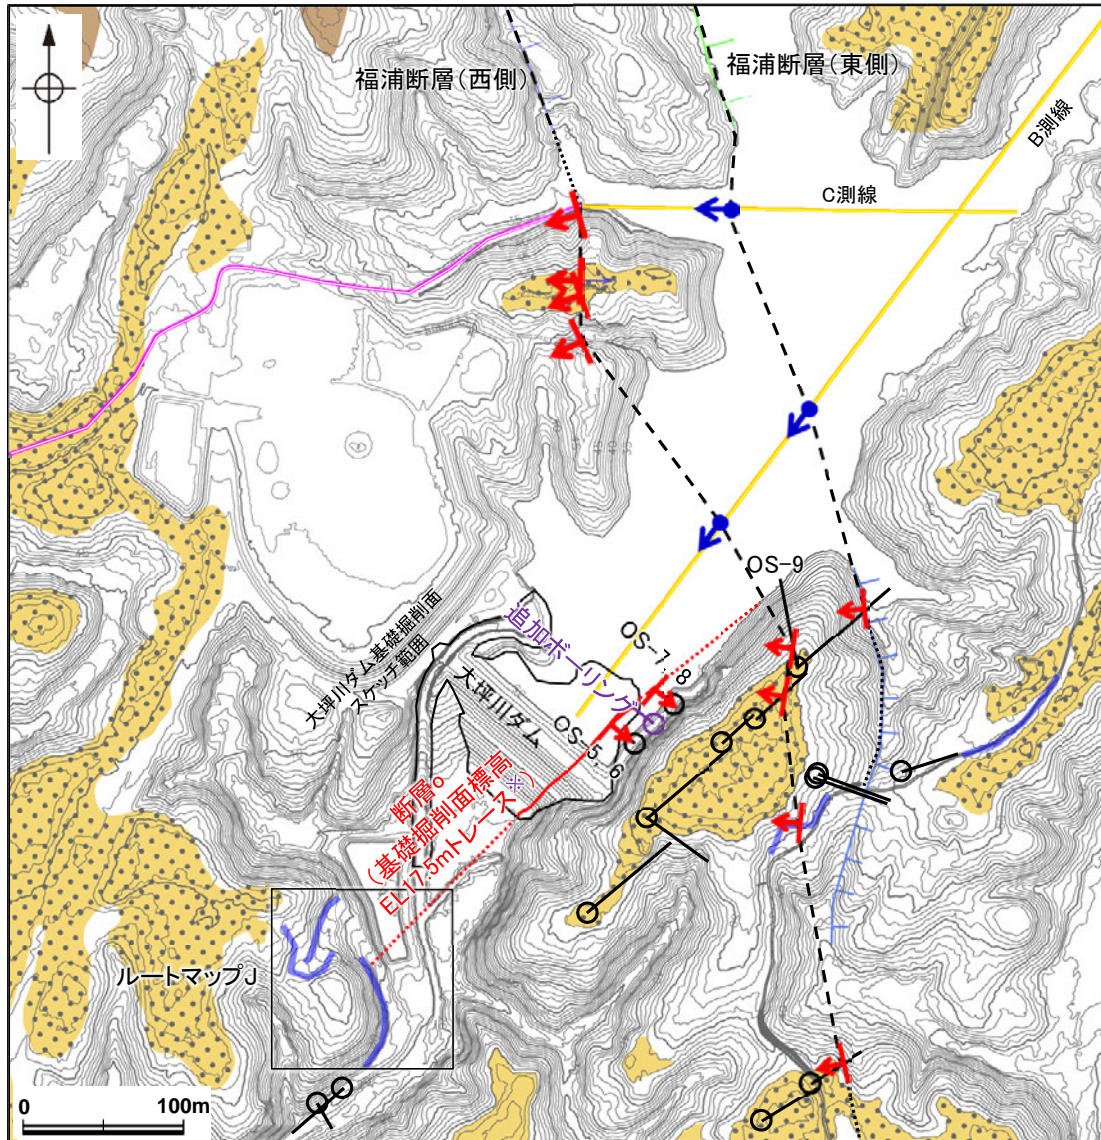 福浦断層(西側)
福浦断層(東側)
B測線
C測線
OS-9
大坪川ダム基礎掘削面
スケッチ範囲
追加ボーリング
OS-7, 8
大坪川ダム
OS-5, 6
断層o
(基礎掘削面標高
EL17.5mトレース※)
ルートマップJ
0 100m